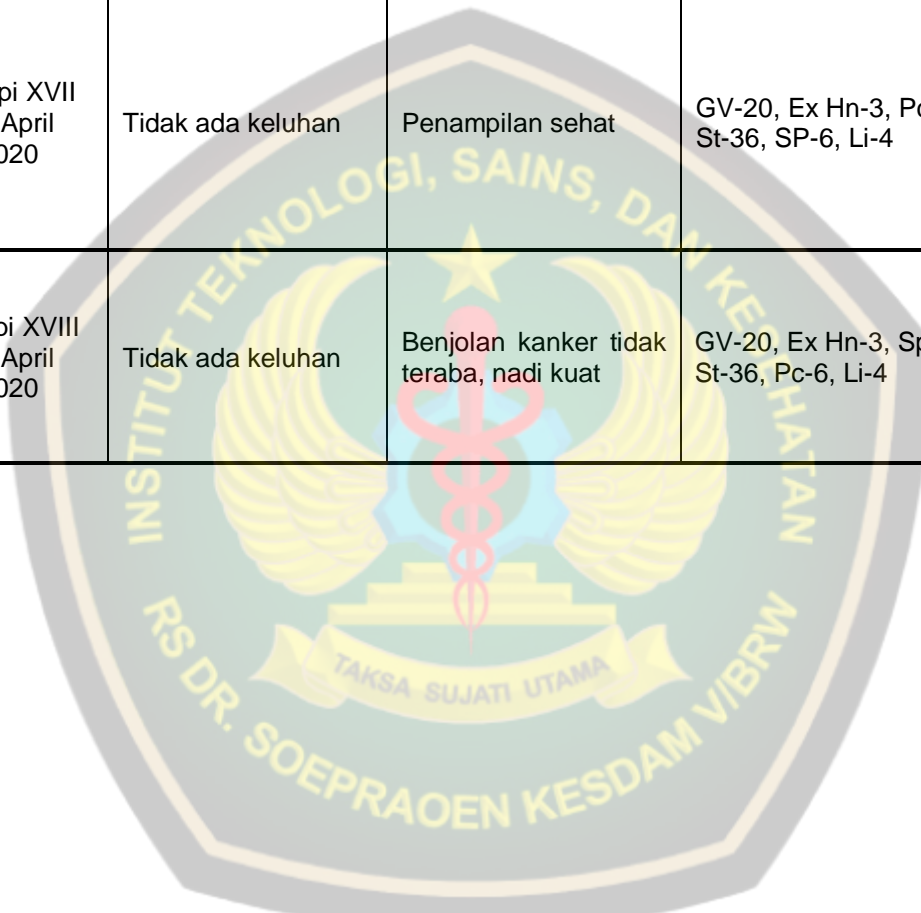 pi XVII
April
020
Tidak ada keluhan
Penampilan sehat
GV-20, Ex Hn-3, Pc
St-36, SP-6, Li-4
pi XVIII
April
020
Tidak ada keluhan
Benjolan kanker tidak
teraba, nadi kuat
GV-20, Ex Hn-3, Sp
St-36, Pc-6, Li-4
INSTITUT TEKNOLOGI, SAINS, DAN KESEHATAN
TAKSA SUJATI UTAMA
RS DR. SOEPRAOEN KESDAM V/BRW